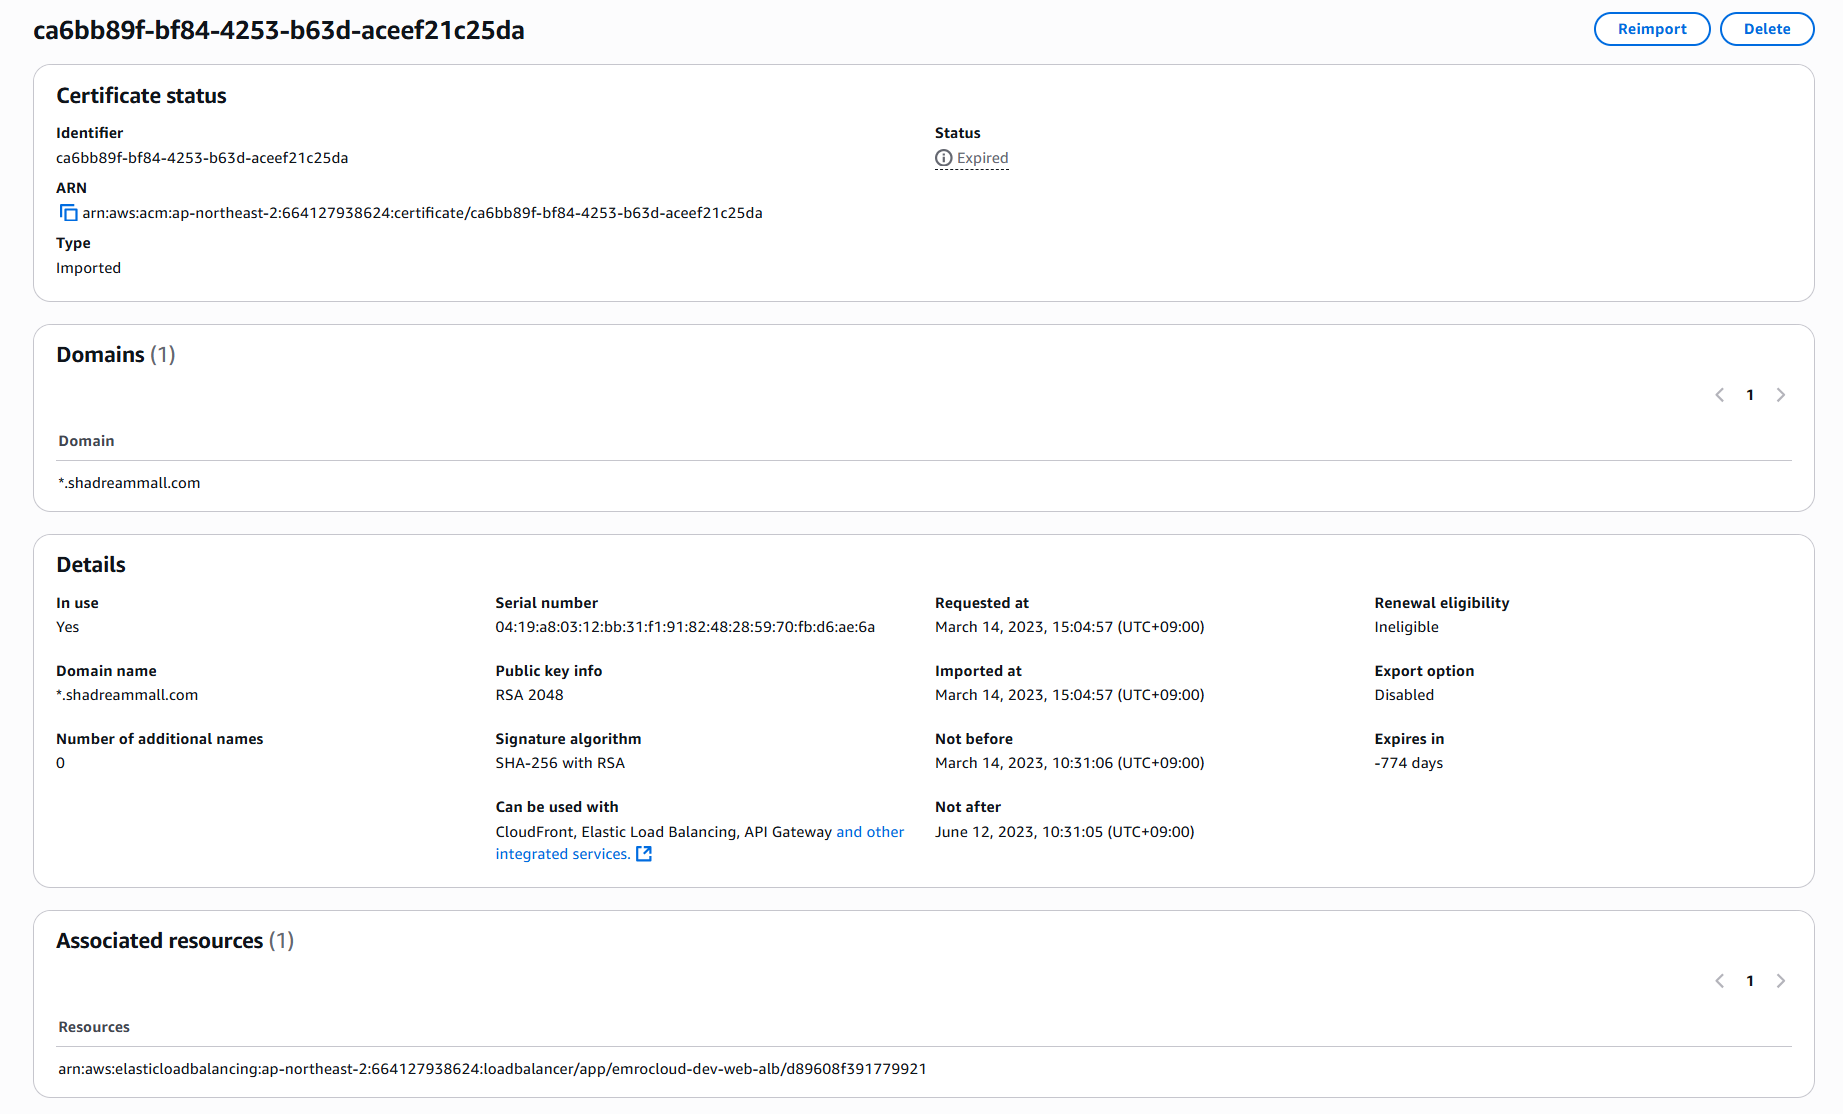 ca6bb89f-bf84-4253-b63d-aceef21c25da
Reimport
Delete
Certificate status
Identifier
ca6bb89f-bf84-4253-b63d-aceef21c25da
Status
Expired
ARN
arn:aws:acm:ap-northeast-2:664127938624:certificate/ca6bb89f-bf84-4253-b63d-aceef21c25da
Type
Imported
Domains (1)
1
Domain
*.shadreammall.com
Details
In use
Yes
Serial number
04:19:a8:03:12:bb:31:f1:91:82:48:28:59:70:fb:d6:ae:6a
Requested at
March 14, 2023, 15:04:57 (UTC+09:00)
Renewal eligibility
Ineligible
Domain name
*.shadreammall.com
Public key info
RSA 2048
Imported at
March 14, 2023, 15:04:57 (UTC+09:00)
Export option
Disabled
Number of additional names
0
Signature algorithm
SHA-256 with RSA
Not before
March 14, 2023, 10:31:06 (UTC+09:00)
Expires in
-774 days
Can be used with
CloudFront, Elastic Load Balancing, API Gateway and other
integrated services.
Not after
June 12, 2023, 10:31:05 (UTC+09:00)
Associated resources (1)
1
Resources
arn:aws:elasticloadbalancing:ap-northeast-2:664127938624:loadbalancer/app/emrocloud-dev-web-alb/d89608f391779921